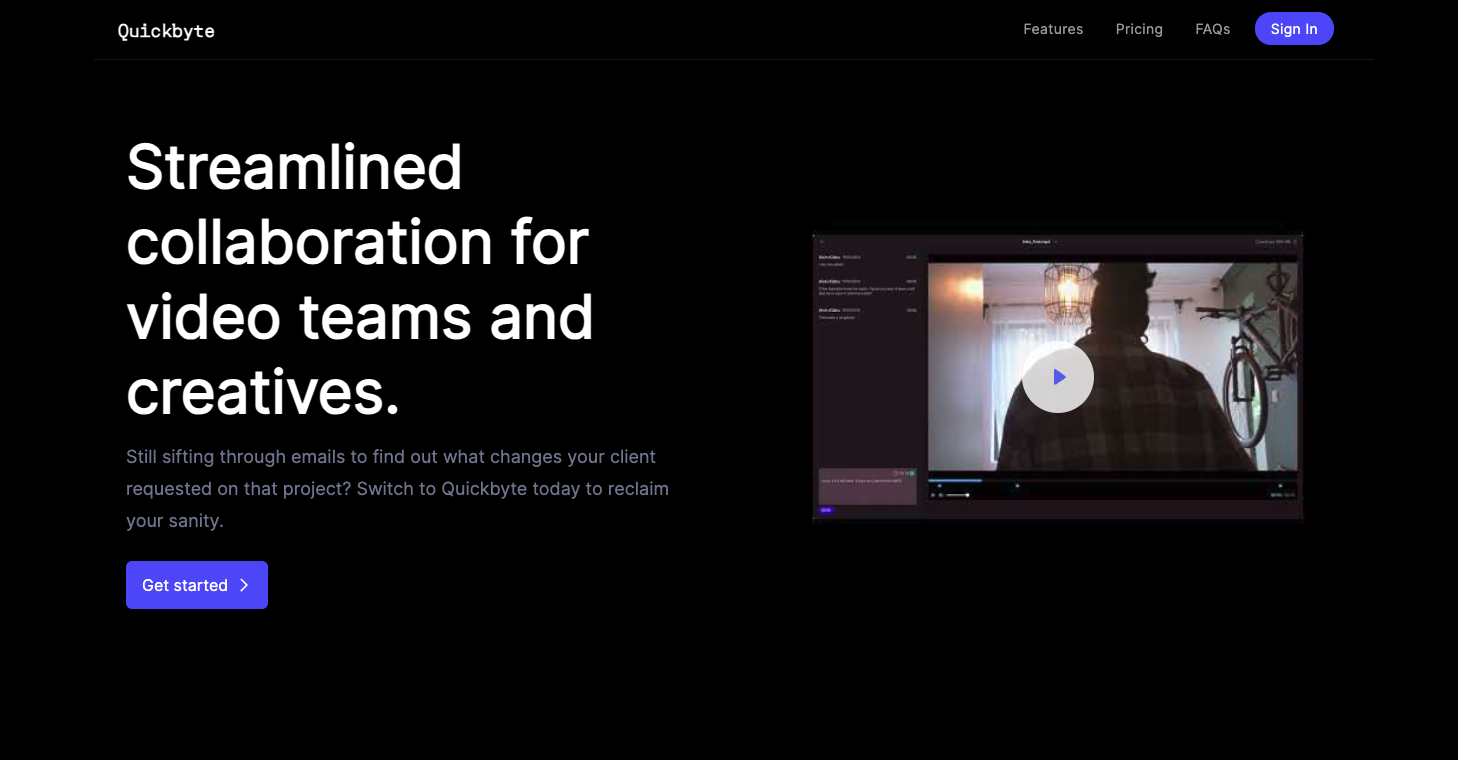 Quickbyte
Features
Pricing
FAQs
Sign In
Streamlined
collaboration for
video teams and
creatives.
Still sifting through emails to find out what changes your client
requested on that project? Switch to Quickbyte today to reclaim
your sanity.
Get started